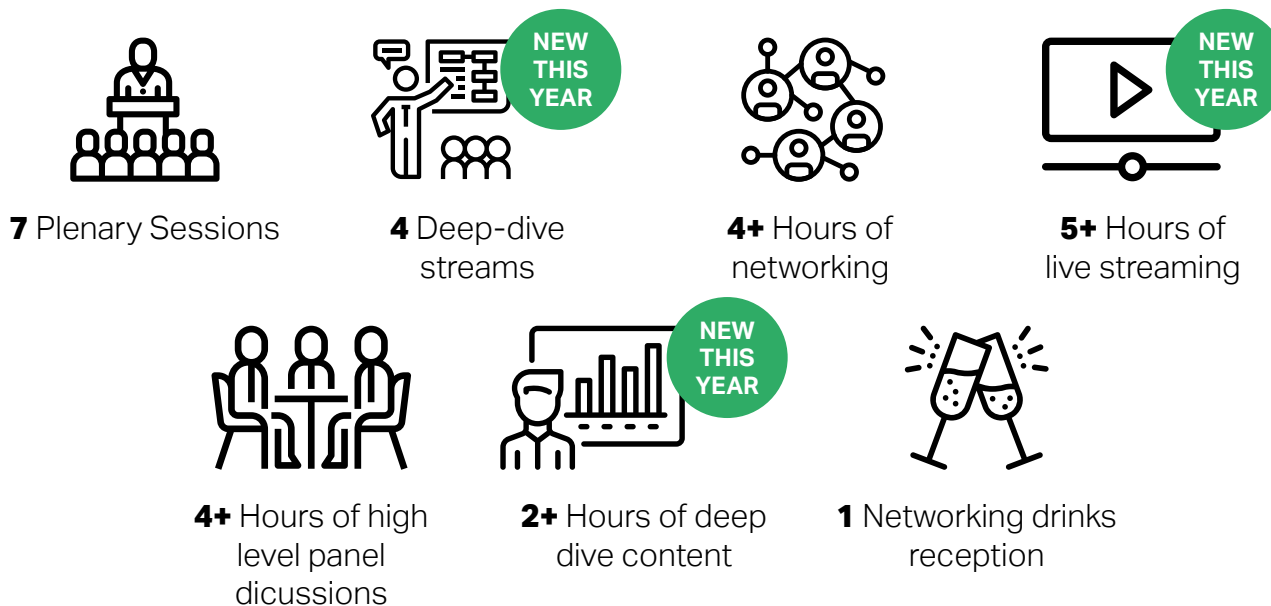 NEW
THIS
YEAR
NEW
THIS
YEAR
7 Plenary Sessions
4 Deep-dive
streams
4+ Hours of
networking
5+ Hours of
live streaming
NEW
THIS
YEAR
4+ Hours of high
level panel
dicussions
2+ Hours of deep
dive content
1 Networking drinks
reception